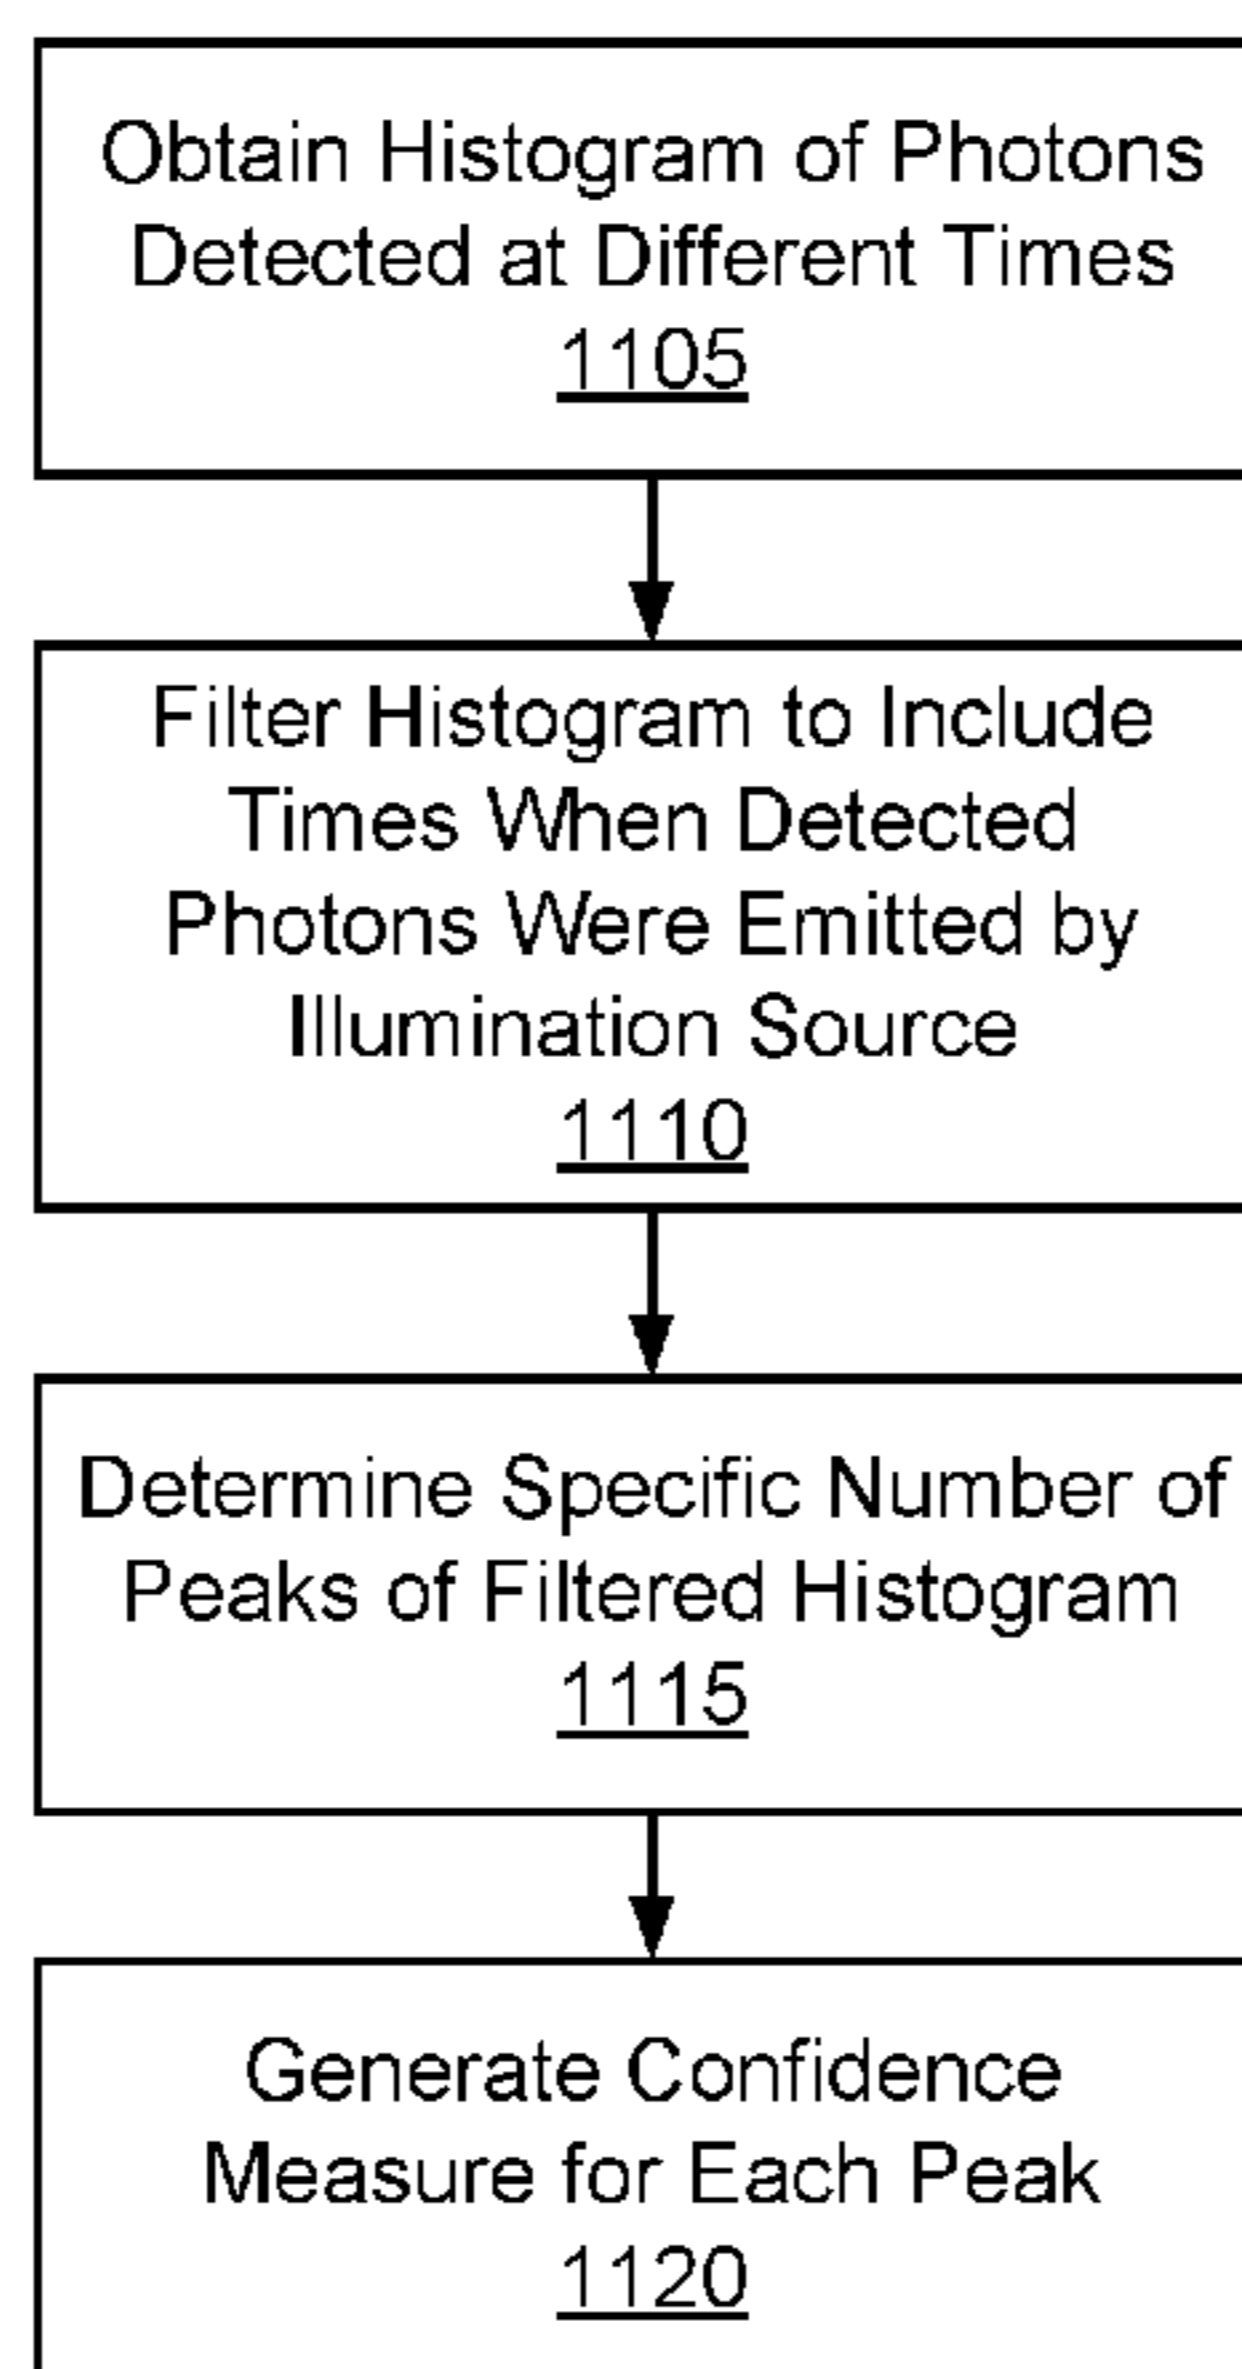 Obtain Histogram of Photons
Detected at Different Times
1105
Filter Histogram to Include
Times When Detected
Photons Were Emitted by
Illumination Source
1110
Determine Specific Number of
Peaks of Filtered Histogram
1115
Generate Confidence
Measure for Each Peak
1120